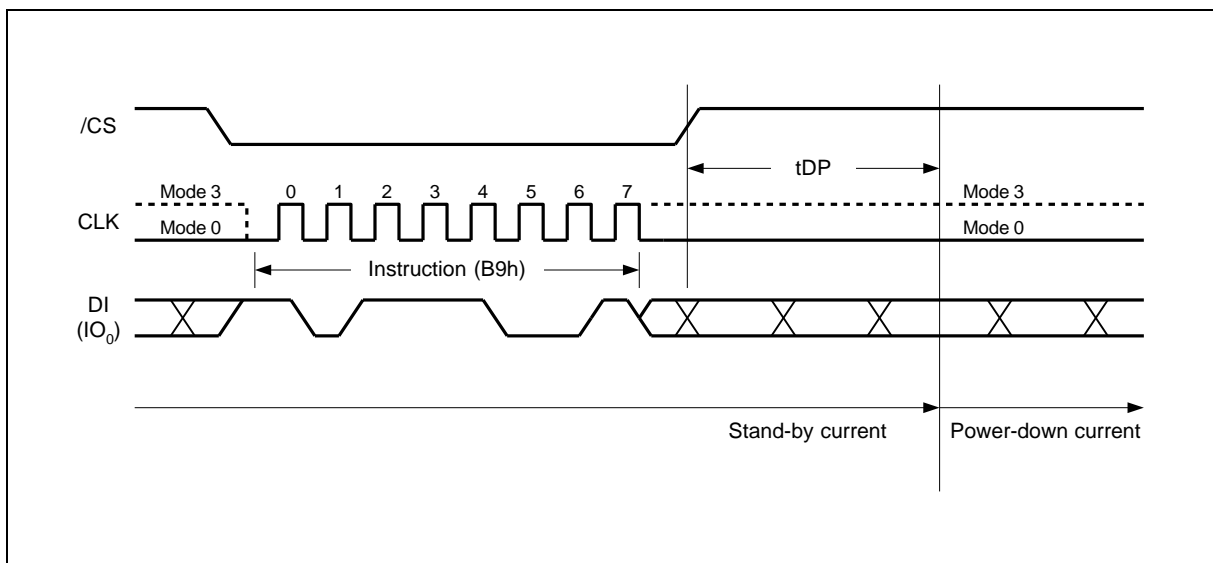 /CS
tDP
Mode 3 0 1 2 3 4 5 6 7 Mode 3
CLK
Mode 0 Mode 0
Instruction (B9h)
DI
(IO₀)
Stand-by current Power-down current